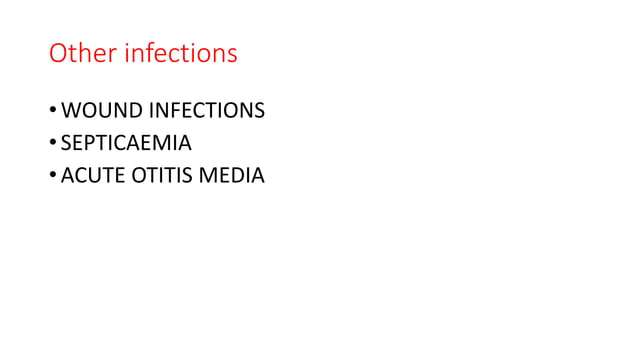 Other infections
• WOUND INFECTIONS
• SEPTICAEMIA
• ACUTE OTITIS MEDIA